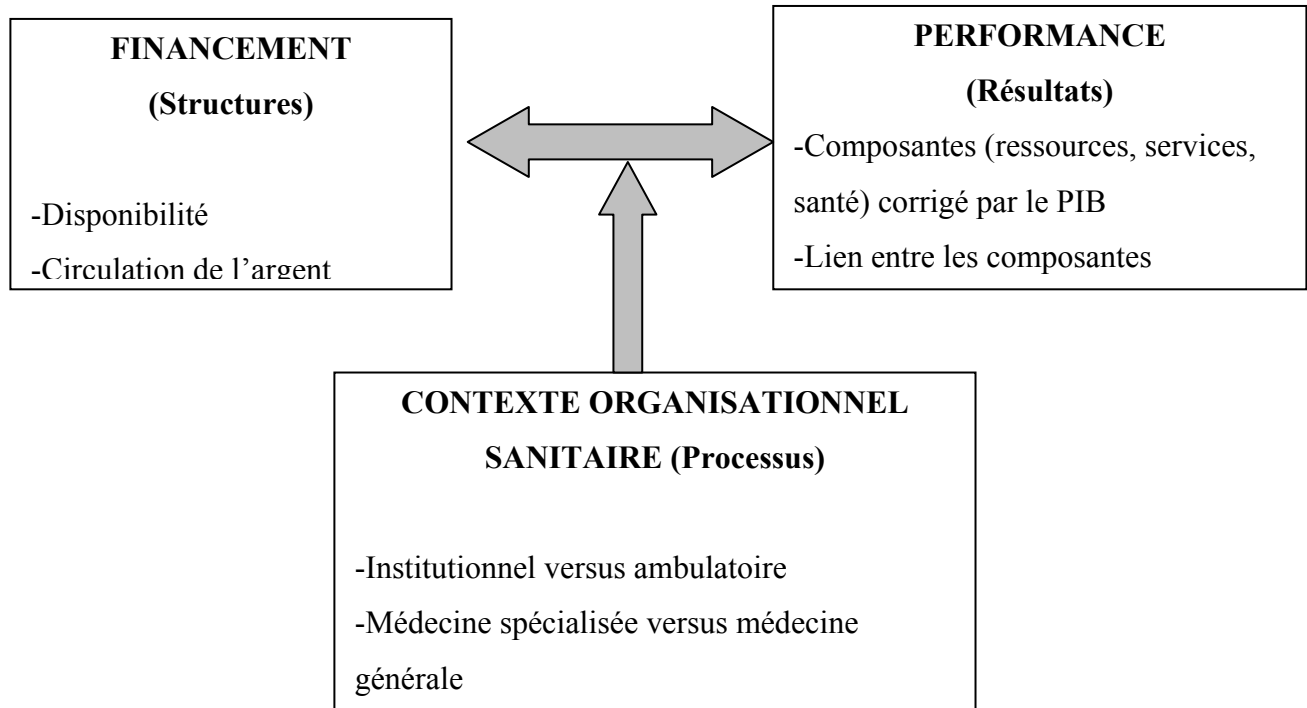 FINANCEMENT
(Structures)
-Disponibilité
-Circulation de l’argent
PERFORMANCE
(Résultats)
-Composantes (ressources, services,
santé) corrigé par le PIB
-Lien entre les composantes
CONTEXTE ORGANISATIONNEL
SANITAIRE (Processus)
-Institutionnel versus ambulatoire
-Médecine spécialisée versus médecine
générale